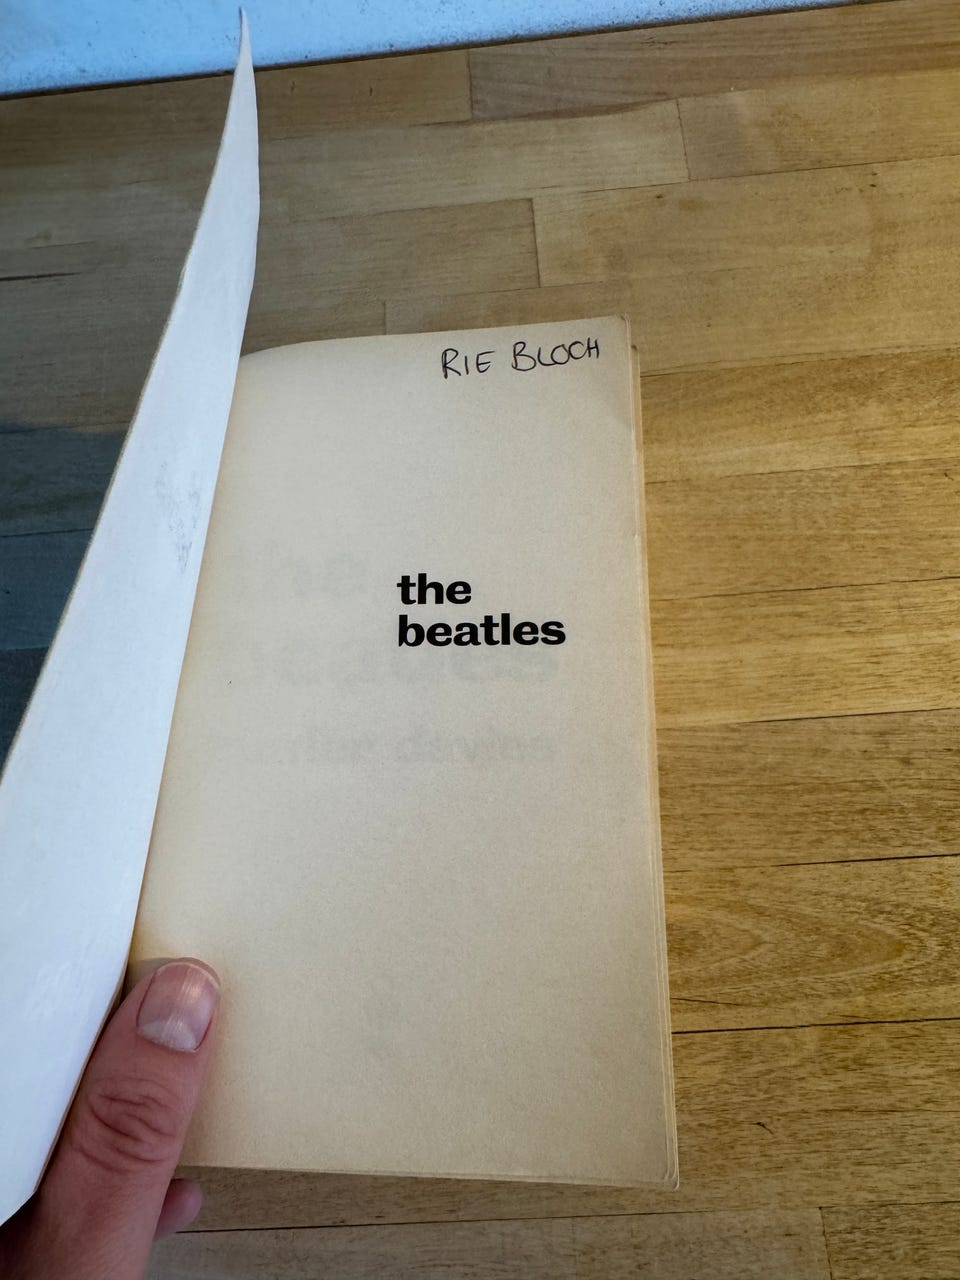 RIE BLOCH
the
beatles